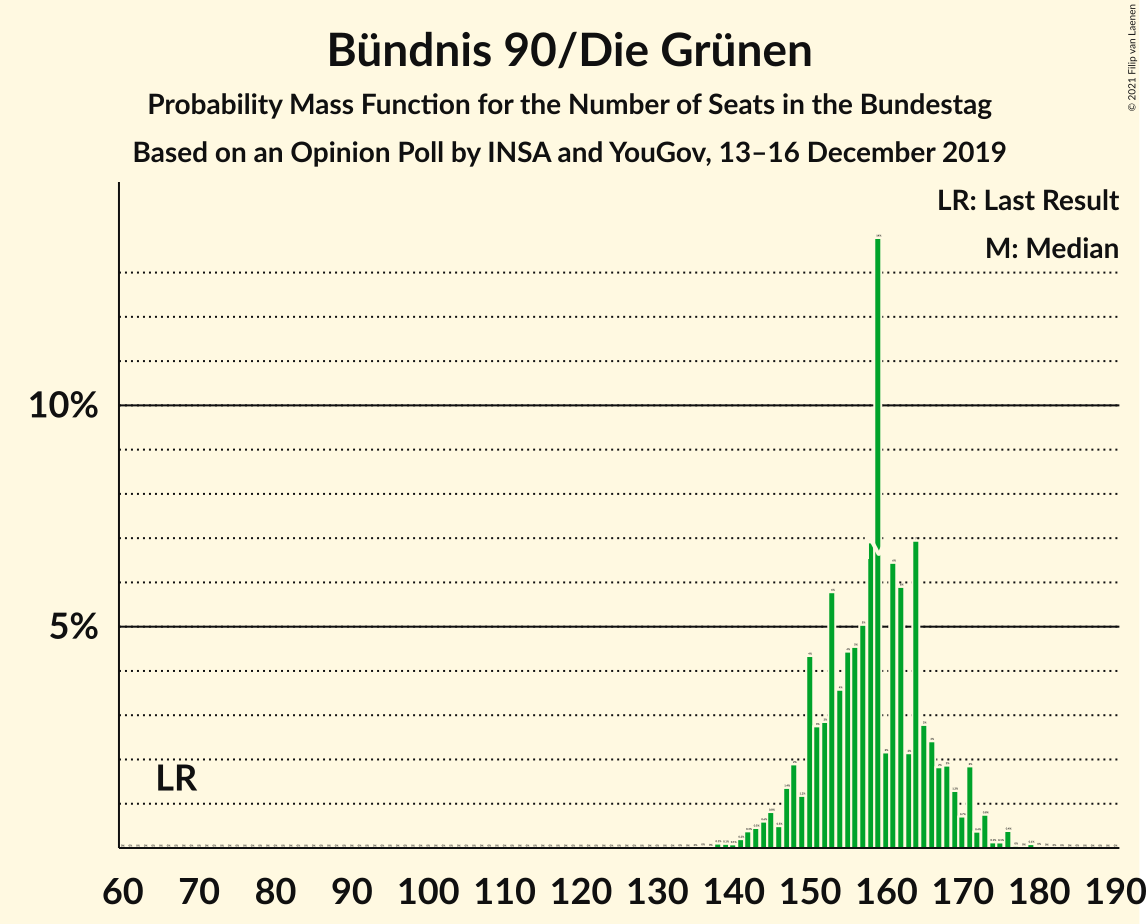 Bündnis 90/Die Grünen
Probability Mass Function for the Number of Seats in the Bundestag
Based on an Opinion Poll by INSA and YouGov, 13–16 December 2019
© 2021 Filip van Laenen
LR: Last Result
M: Median
10%
5%
LR
60 70 80 90 100 110 120 130 140 150 160 170 180 190